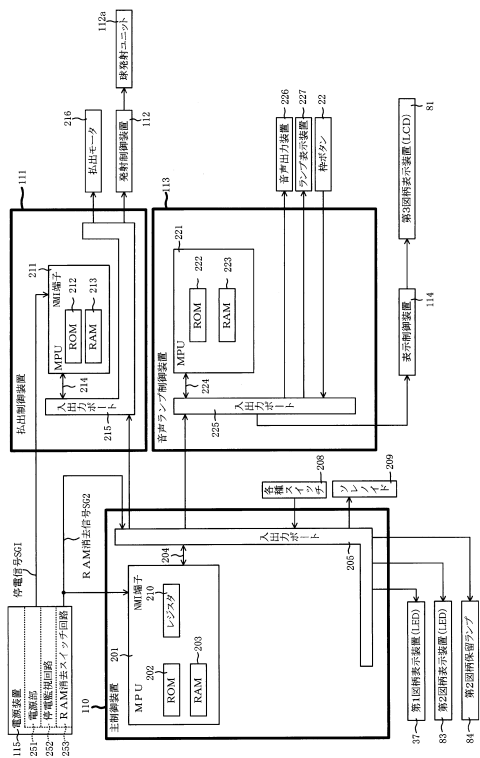 115
電源装置
251
電源部
252
停電監視回路
253
RAM消去スイッチ回路
停電信号SG1
RAM消去信号SG2
110
主制御装置
201
MPU
NMI端子
202
ROM
203
RAM
210
レジスタ
204
入出力ポート
205
各種スイッチ
208
ソレノイド
209
37
第1図柄表示装置(LED)
83
第2図柄表示装置(LED)
84
第2図柄保留ランプ
111
払出制御装置
211
MPU
NMI端子
212
ROM
213
RAM
214
入出力ポート
215
払出モータ
216
発射制御装置
112
球発射ユニット
112a
113
音声ランプ制御装置
221
MPU
222
ROM
223
RAM
224
入出力ポート
225
音声出力装置
226
ランプ表示装置
227
枠ボタン
22
表示制御装置
114
第3図柄表示装置(LCD)
81